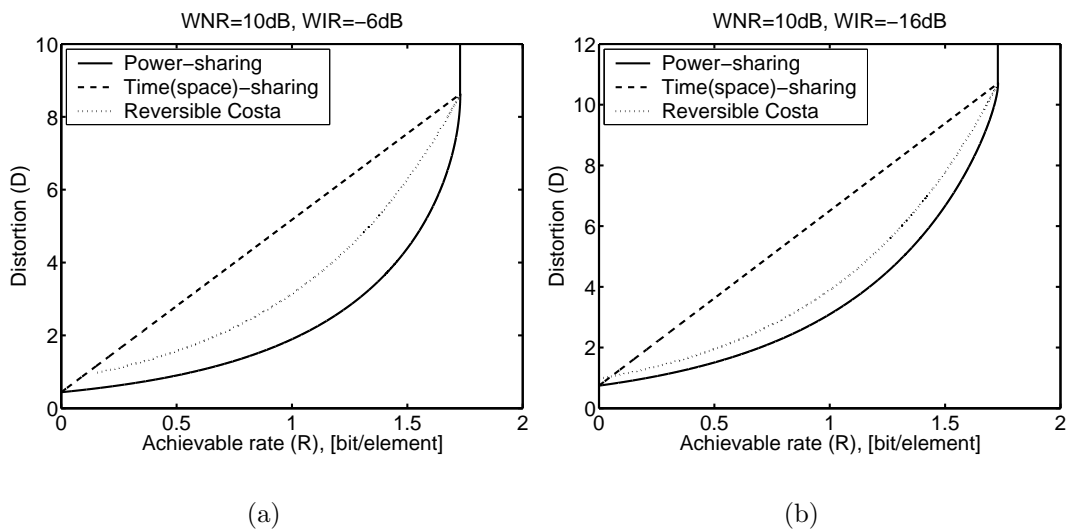 WNR=10dB, WIR=−6dB
10
8
6
4
2
0
Distortion (D)
Power−sharing
Time(space)−sharing
Reversible Costa
0 0.5 1 1.5 2
Achievable rate (R), [bit/element]
(a)
WNR=10dB, WIR=−16dB
12
10
8
6
4
2
0
Distortion (D)
Power−sharing
Time(space)−sharing
Reversible Costa
0 0.5 1 1.5 2
Achievable rate (R), [bit/element]
(b)